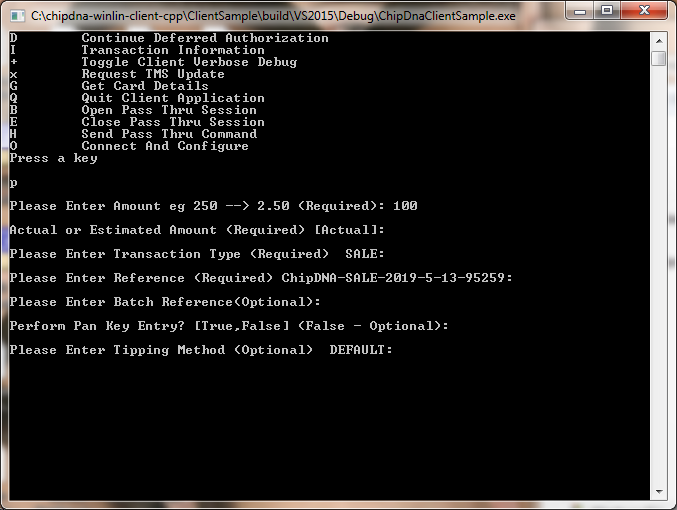 C:\chipdna-winlin-client-cpp\ClientSample\build\VS2015\Debug\ChipDnaClientSample.exe
D Continue Deferred Authorization
I Transaction Information
+ Toggle Client Verbose Debug
x Request TMS Update
G Get Card Details
Q Quit Client Application
B Open Pass Thru Session
E Close Pass Thru Session
H Send Pass Thru Command
O Connect And Configure
Press a key
p
Please Enter Amount eg 250 --> 2.50 (Required): 100
Actual or Estimated Amount (Required) [Actual]:
Please Enter Transaction Type (Required)  SALE:
Please Enter Reference (Required) ChipDNA-SALE-2019-5-13-95259:
Please Enter Batch Reference(Optional):
Perform Pan Key Entry? [True,False] (False - Optional):
Please Enter Tipping Method (Optional)  DEFAULT: